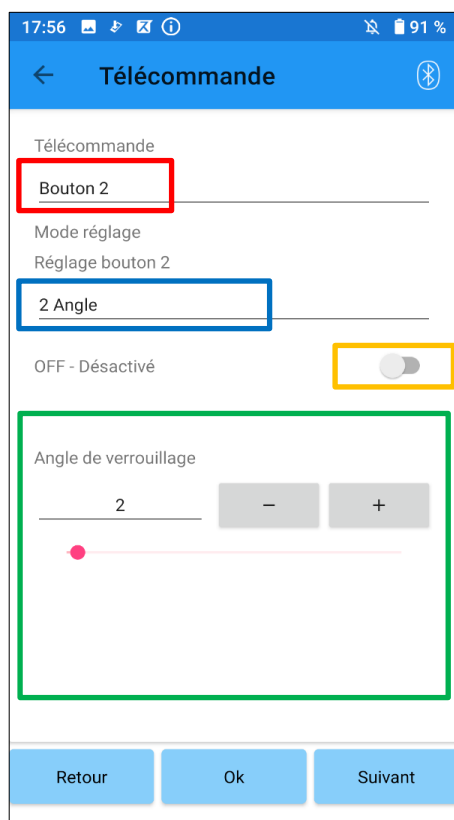 17:56 91 %
Télécommande
Télécommande
Bouton 2
Mode réglage
Réglage bouton 2
2 Angle
OFF - Désactivé
Angle de verrouillage
2 − +
Retour Ok Suivant